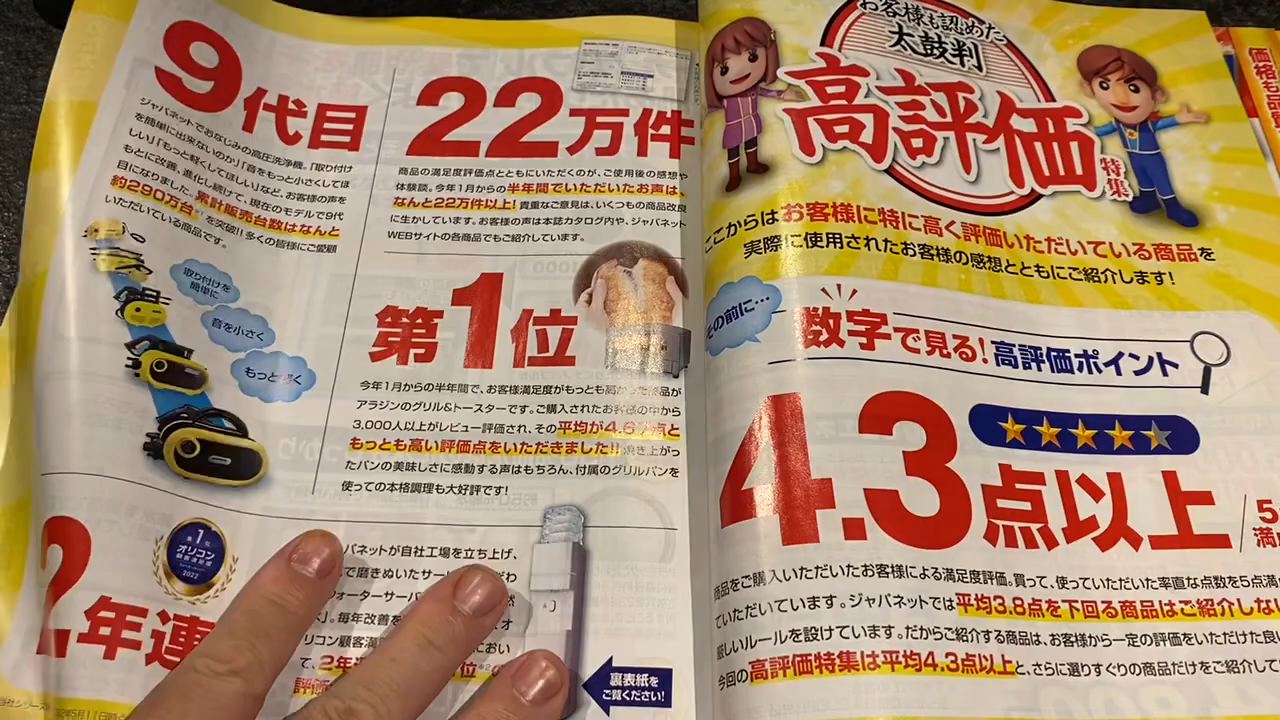 お客様も認めた
太鼓判
高評価
特集
ここからはお客様に特に高く評価いただいている商品を
実際に使用されたお客様の感想とともにご紹介します!
その前に…
数字で見る!高評価ポイント
4.3点以上
商品をご購入いただいたお客様による満足度評価。買って、使っていただいた率直な点数を5点満
ていただいています。ジャパネットでは平均3.8点を下回る商品はご紹介しない
厳しいルールを設けています。だからご紹介する商品は、お客様から一定の評価をいただけた良い
今回の高評価特集は平均4.3点以上と、さらに選りすぐりの商品だけをご紹介して
22万件
商品の満足度評価点とともにいただくのが、ご使用後の感想や
体験談。今年1月からの半年間でいただいたお声は、
なんと22万件以上!貴重なご意見は、いくつもの商品改良
に生かしています。お客様の声は本誌カタログ内や、ジャパネット
WEBサイトの各商品でもご紹介しています。
第1位
今年1月からの半年間で、お客様満足度がもっとも高かった商品が
アラジンのグリル&トースターです。ご購入されたお客様の中から
3,000人以上がレビュー評価され、その平均が4.6点と
もっとも高い評価点をいただきました!!焼き上がっ
たパンの美味しさに感動する声はもちろん、付属のグリルパンを
使っての本格調理も大好評です!
9代目
ジャパネットでおなじみの高圧洗浄機。「取り付け
を簡単に出来ないのか」「音をもっと小さくしてほ
しい」「もっと軽くしてほしい」など、お客様の声を
もとに改善、進化し続けて、現在のモデルで9代
目になりました。累計販売台数はなんと
約290万台※1を突破!!多くの皆様にご愛顧
いただいている商品です。
取り付けを
簡単に
音を小さく
もっと軽く
2年連
第1位
オリコン
顧客満足度
2022
パネットが自社工場を立ち上げ、
で磨きぬいたサー
ウォーターサーバ
毎年改善を
リコン顧客満
て、2年
位※2の
評価
裏表紙を
ご覧ください!
価格も品質